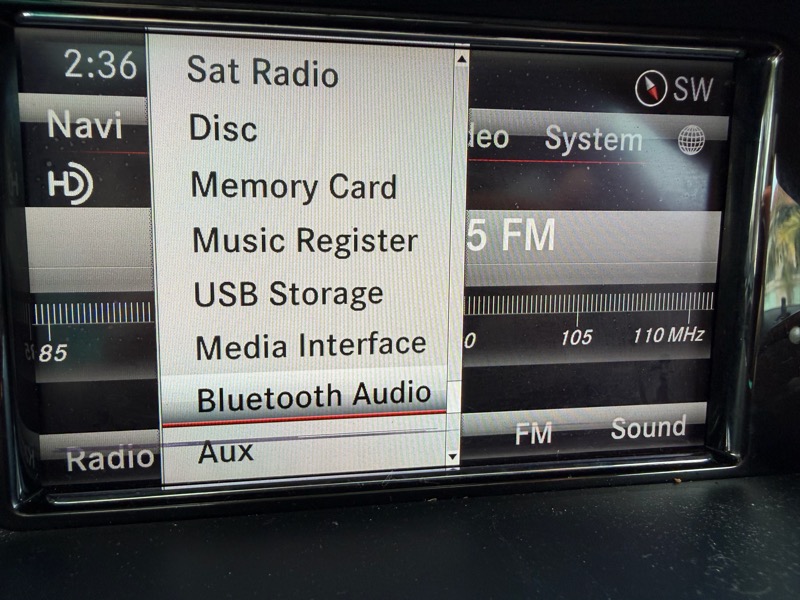 2:36
SW
Navi
deo
System
HD
5 FM
85
0
105
110 MHz
Radio
FM
Sound
Sat Radio
Disc
Memory Card
Music Register
USB Storage
Media Interface
Bluetooth Audio
Aux